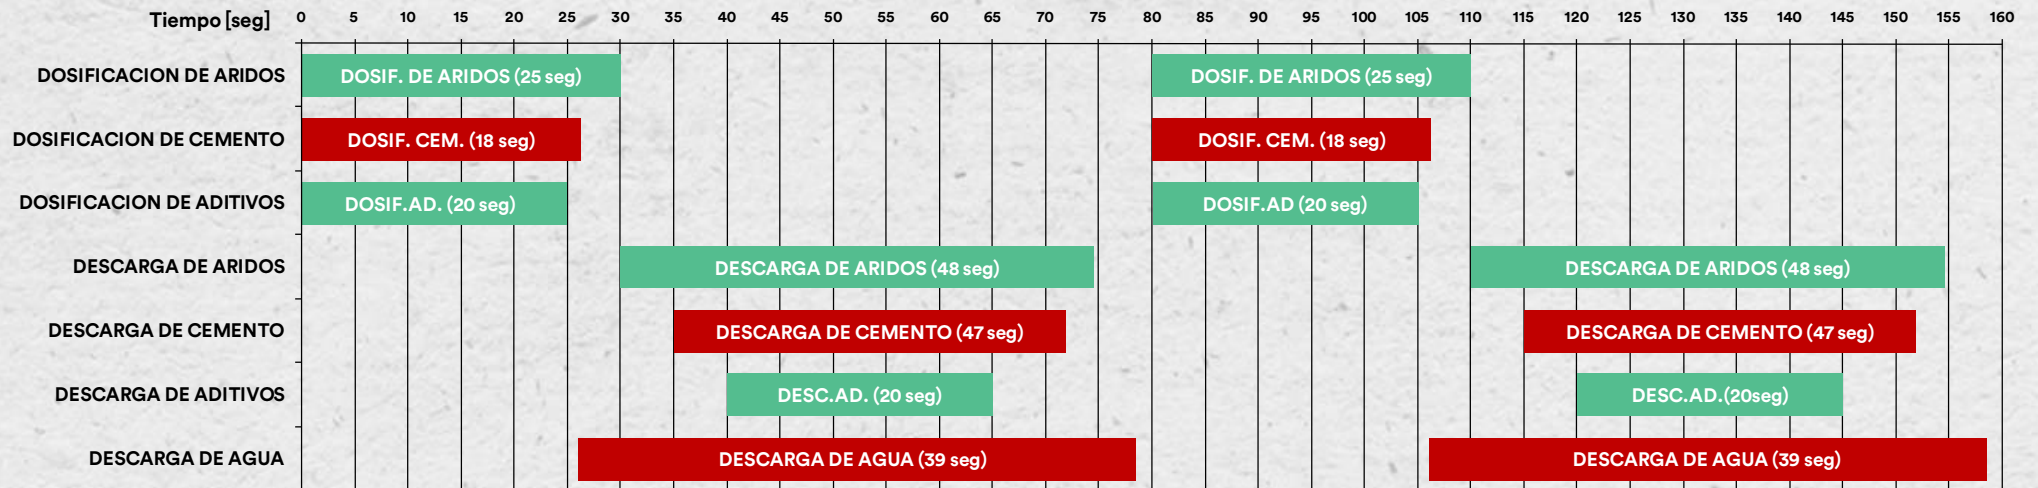 Tiempo [seg] 0 5 10 15 20 25 30 35 40 45 50 55 60 65 70 75 80 85 90 95 100 105 110 115 120 125 130 135 140 145 150 155 160
DOSIFICACION DE ARIDOS DOSIF. DE ARIDOS (25 seg) DOSIF. DE ARIDOS (25 seg)
DOSIFICACION DE CEMENTO DOSIF. CEM. (18 seg) DOSIF. CEM. (18 seg)
DOSIFICACION DE ADITIVOS DOSIF.AD. (20 seg) DOSIF.AD (20 seg)
DESCARGA DE ARIDOS DESCARGA DE ARIDOS (48 seg) DESCARGA DE ARIDOS (48 seg)
DESCARGA DE CEMENTO DESCARGA DE CEMENTO (47 seg) DESCARGA DE CEMENTO (47 seg)
DESCARGA DE ADITIVOS DESC.AD. (20 seg) DESC.AD.(20seg)
DESCARGA DE AGUA DESCARGA DE AGUA (39 seg) DESCARGA DE AGUA (39 seg)